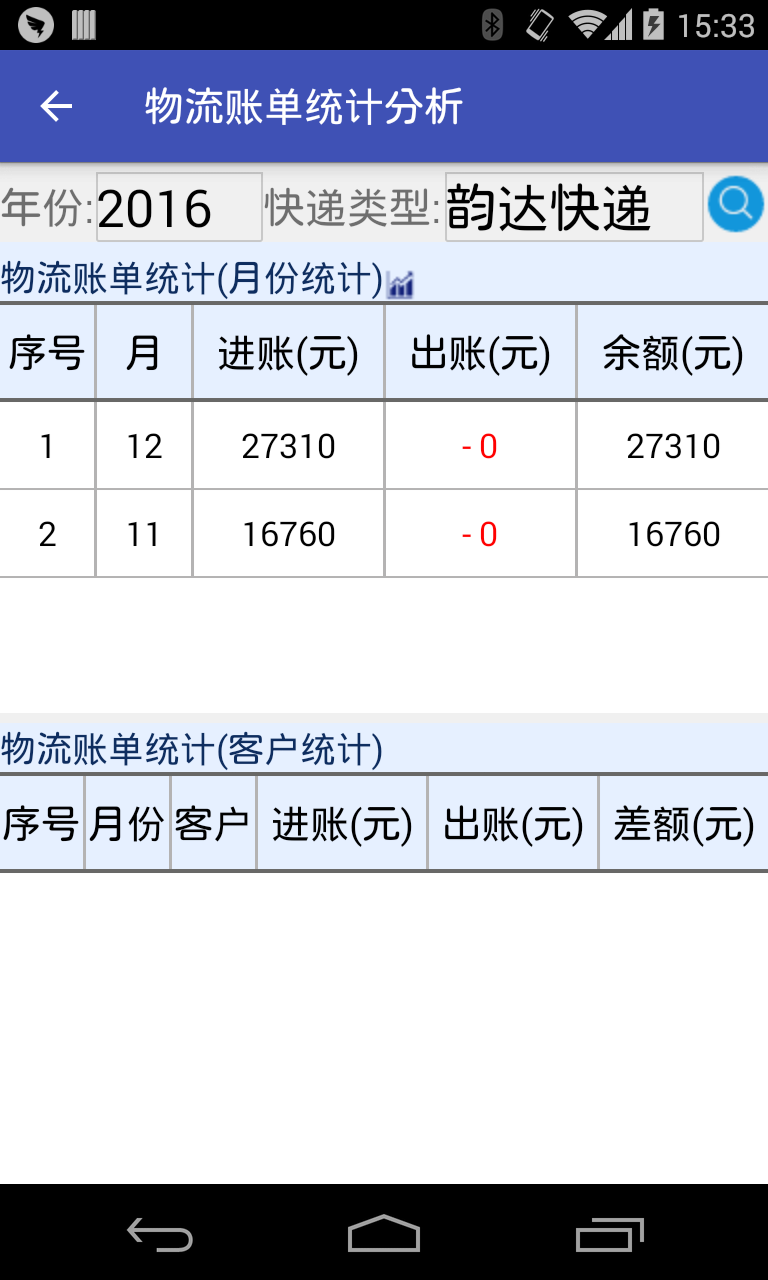 15:33
物流账单统计分析
年份:2016 快递类型:韵达快递
物流账单统计(月份统计)
序号 月 进账(元) 出账(元) 余额(元)
1 12 27310 - 0 27310
2 11 16760 - 0 16760
物流账单统计(客户统计)
序号 月份 客户 进账(元) 出账(元) 差额(元)